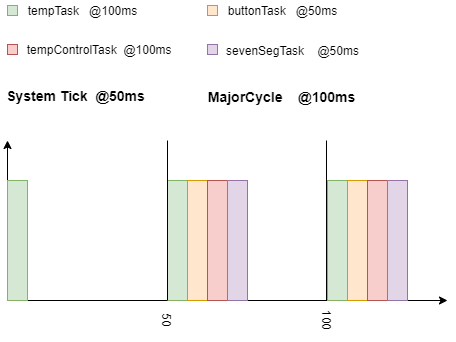 tempTask @100ms
buttonTask @50ms
tempControlTask @100ms
sevenSegTask @50ms
System Tick @50ms
MajorCycle @100ms
50
100